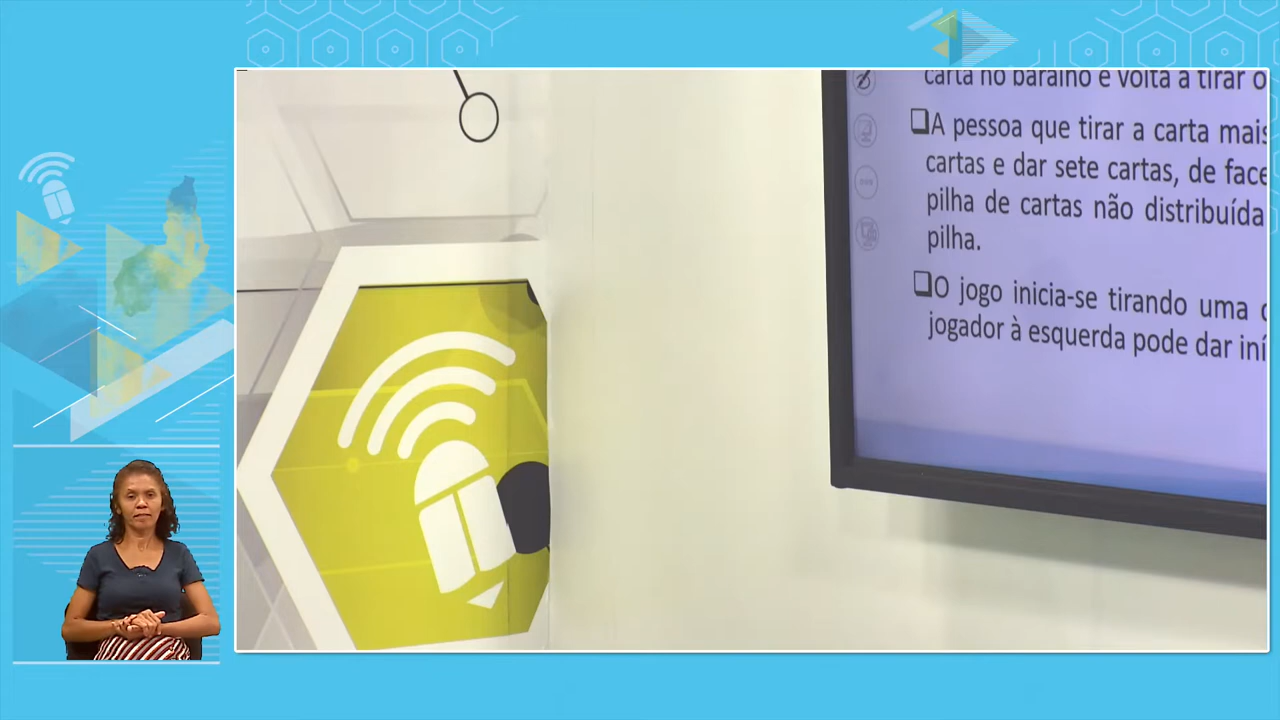 carta no baralho e volta a tirar o
❑A pessoa que tirar a carta mais
cartas e dar sete cartas, de face
pilha de cartas não distribuída
pilha.
❑O jogo inicia-se tirando uma
jogador à esquerda pode dar iní